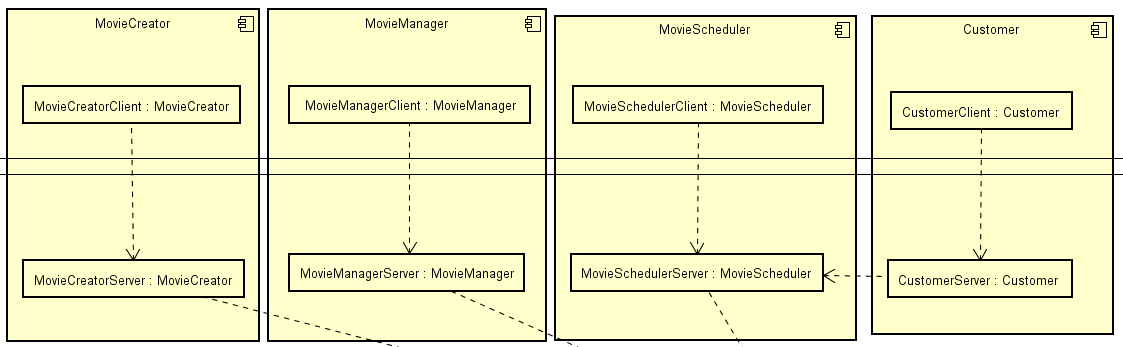 MovieCreator
MovieManager
MovieScheduler
Customer
MovieCreatorClient : MovieCreator
MovieManagerClient : MovieManager
MovieSchedulerClient : MovieScheduler
CustomerClient : Customer
MovieCreatorServer : MovieCreator
MovieManagerServer : MovieManager
MovieSchedulerServer : MovieScheduler
CustomerServer : Customer